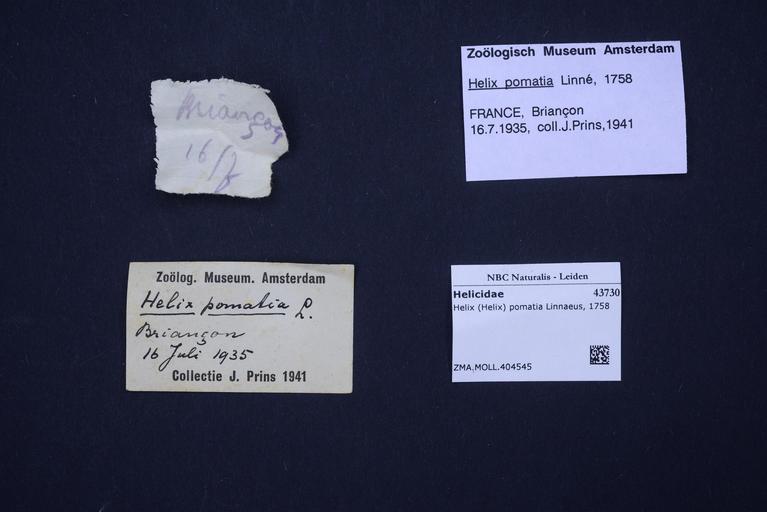 Briançon
16/7
Zoölogisch Museum Amsterdam
Helix pomatia Linné, 1758
FRANCE, Briançon
16.7.1935, coll.J.Prins,1941
Zoölog. Museum. Amsterdam
Helix pomatia L.
Briançon
16 Juli 1935
Collectie J. Prins 1941
NBC Naturalis - Leiden
Helicidae 43730
Helix (Helix) pomatia Linnaeus, 1758
ZMA.MOLL.404545